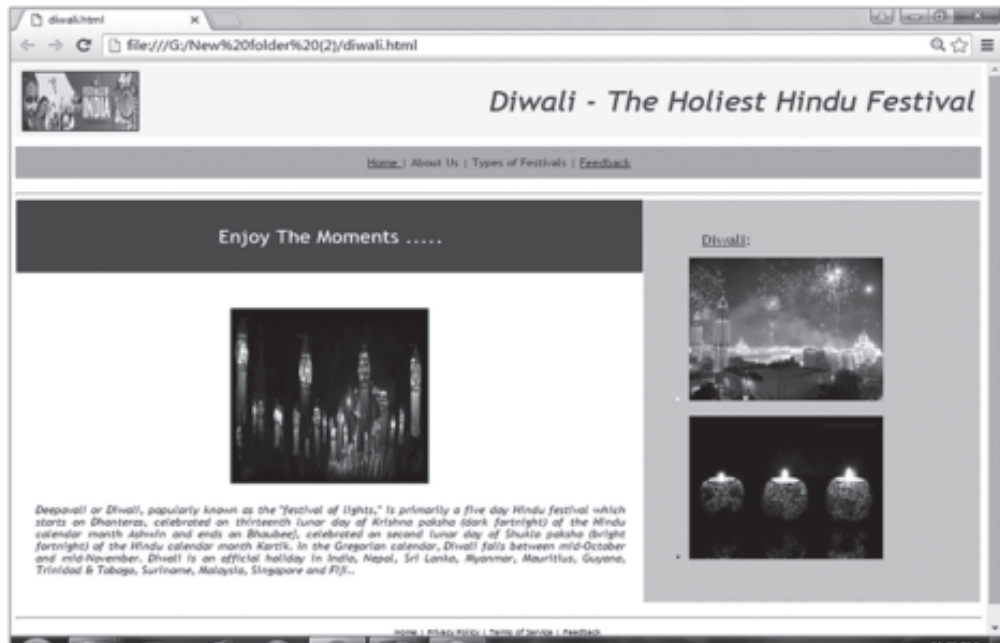 diwali.html
file:///G:/New%20folder%20(2)/diwali.html
INDIA
Diwali - The Holiest Hindu Festival
Home | About Us | Types of Festivals | Feedback
Enjoy The Moments .....
Diwali:
Deepavali or Diwali, popularly known as the "festival of lights," is primarily a five day Hindu festival which
starts on Dhanteras, celebrated on thirteenth lunar day of Krishna paksha (dark fortnight) of the Hindu
calendar month Ashwin and ends on Bhaubeej, celebrated on second lunar day of Shukla paksha (bright
fortnight) of the Hindu calendar month Kartik. In the Gregorian calendar, Diwali falls between mid-October
and mid-November. Diwali is an official holiday in India, Nepal, Sri Lanka, Myanmar, Mauritius, Guyana,
Trinidad & Tobago, Suriname, Malaysia, Singapore and Fiji..
Home | Privacy Policy | Terms of Service | Feedback